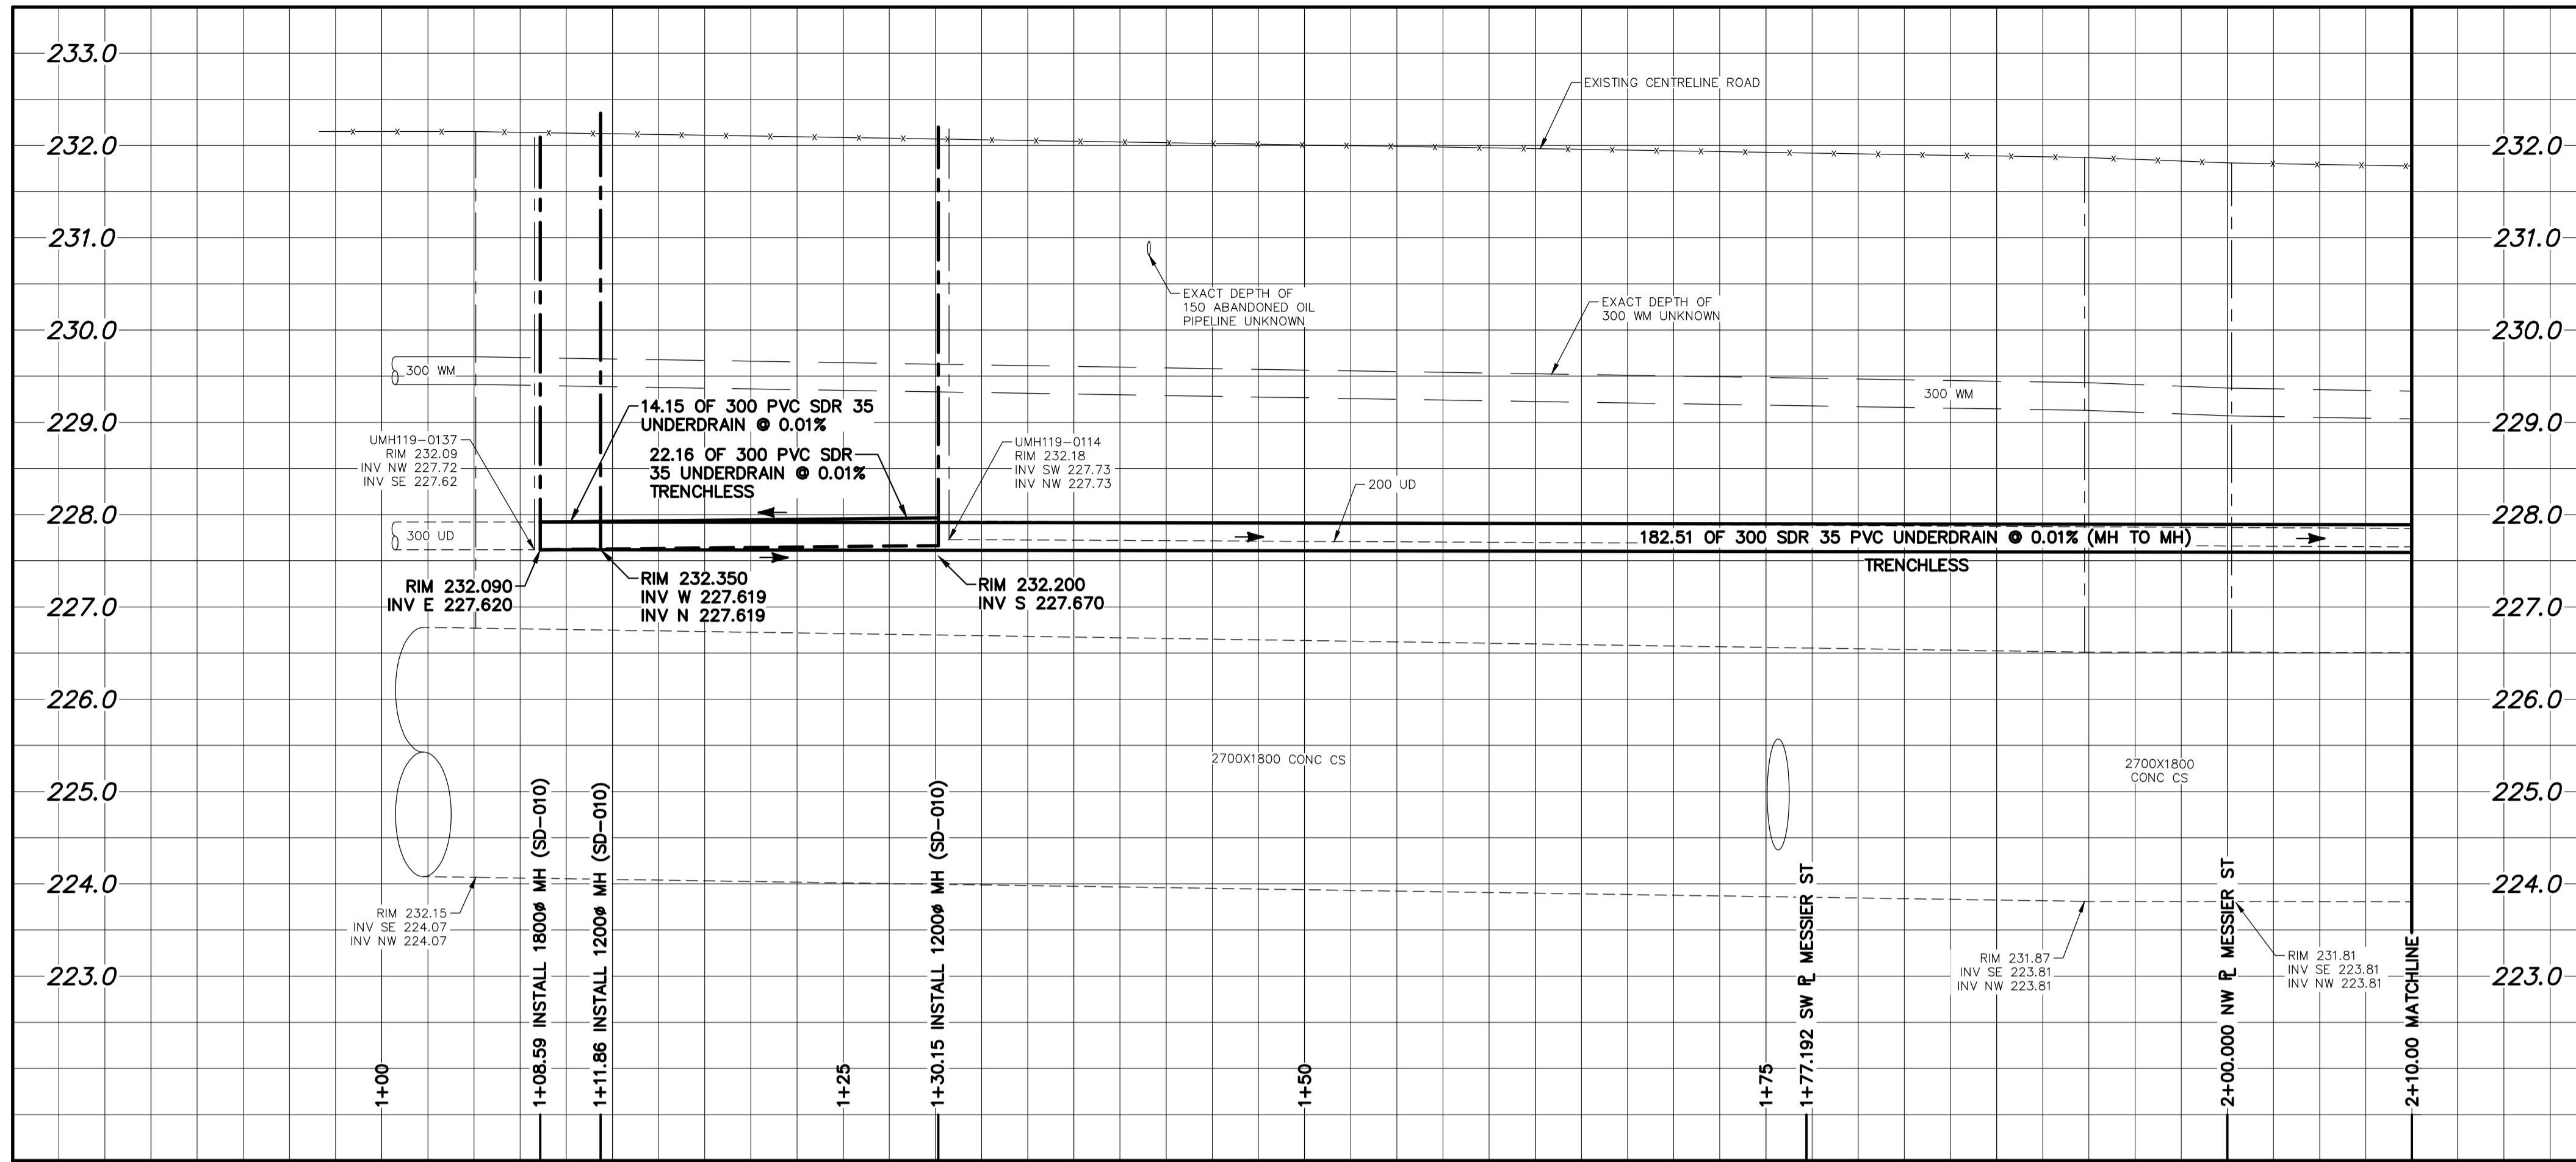 233.0
232.0
231.0
230.0
229.0
228.0
227.0
226.0
225.0
224.0
223.0
EXISTING CENTRELINE ROAD
EXACT DEPTH OF
150 ABANDONED OIL
PIPELINE UNKNOWN
EXACT DEPTH OF
300 WM UNKNOWN
300 WM
300 WM
14.15 OF 300 PVC SDR 35
UNDERDRAIN @ 0.01%
22.16 OF 300 PVC SDR
35 UNDERDRAIN @ 0.01%
TRENCHLESS
UMH119-0137
RIM 232.09
INV NW 227.72
INV SE 227.62
UMH119-0114
RIM 232.18
INV SW 227.73
INV NW 227.73
200 UD
300 UD
182.51 OF 300 SDR 35 PVC UNDERDRAIN @ 0.01% (MH TO MH)
TRENCHLESS
RIM 232.090
INV E 227.620
RIM 232.350
INV W 227.619
INV N 227.619
RIM 232.200
INV S 227.670
2700X1800 CONC CS
2700X1800
CONC CS
RIM 232.15
INV SE 224.07
INV NW 224.07
RIM 231.87
INV SE 223.81
INV NW 223.81
RIM 231.81
INV SE 223.81
INV NW 223.81
1+00
1+08.59 INSTALL 1800ø MH (SD-010)
1+11.86 INSTALL 1200ø MH (SD-010)
1+25
1+30.15 INSTALL 1200ø MH (SD-010)
1+50
1+75
1+77.192 SW PL MESSIER ST
2+00.000 NW PL MESSIER ST
2+10.00 MATCHLINE
232.0
231.0
230.0
229.0
228.0
227.0
226.0
225.0
224.0
223.0